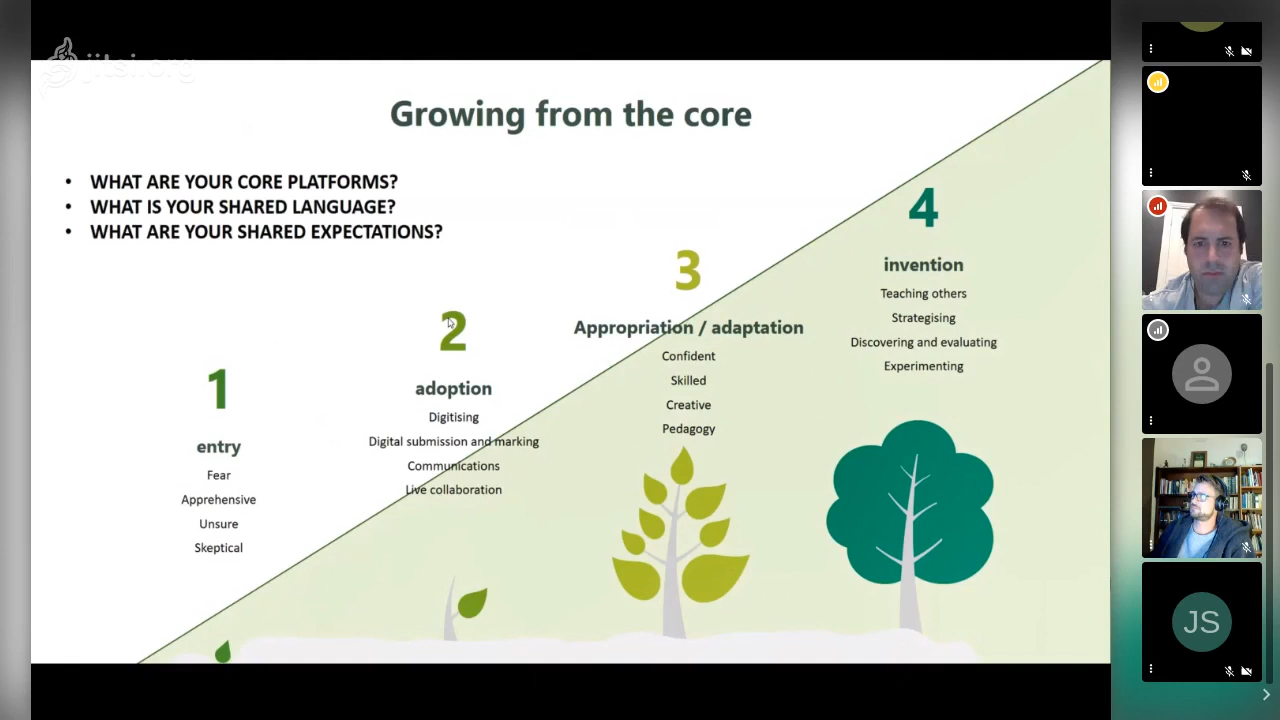 jitsi.org
Growing from the core
• WHAT ARE YOUR CORE PLATFORMS?
• WHAT IS YOUR SHARED LANGUAGE?
• WHAT ARE YOUR SHARED EXPECTATIONS?
1
entry
Fear
Apprehensive
Unsure
Skeptical
2
adoption
Digitising
Digital submission and marking
Communications
Live collaboration
3
Appropriation / adaptation
Confident
Skilled
Creative
Pedagogy
4
invention
Teaching others
Strategising
Discovering and evaluating
Experimenting
JS